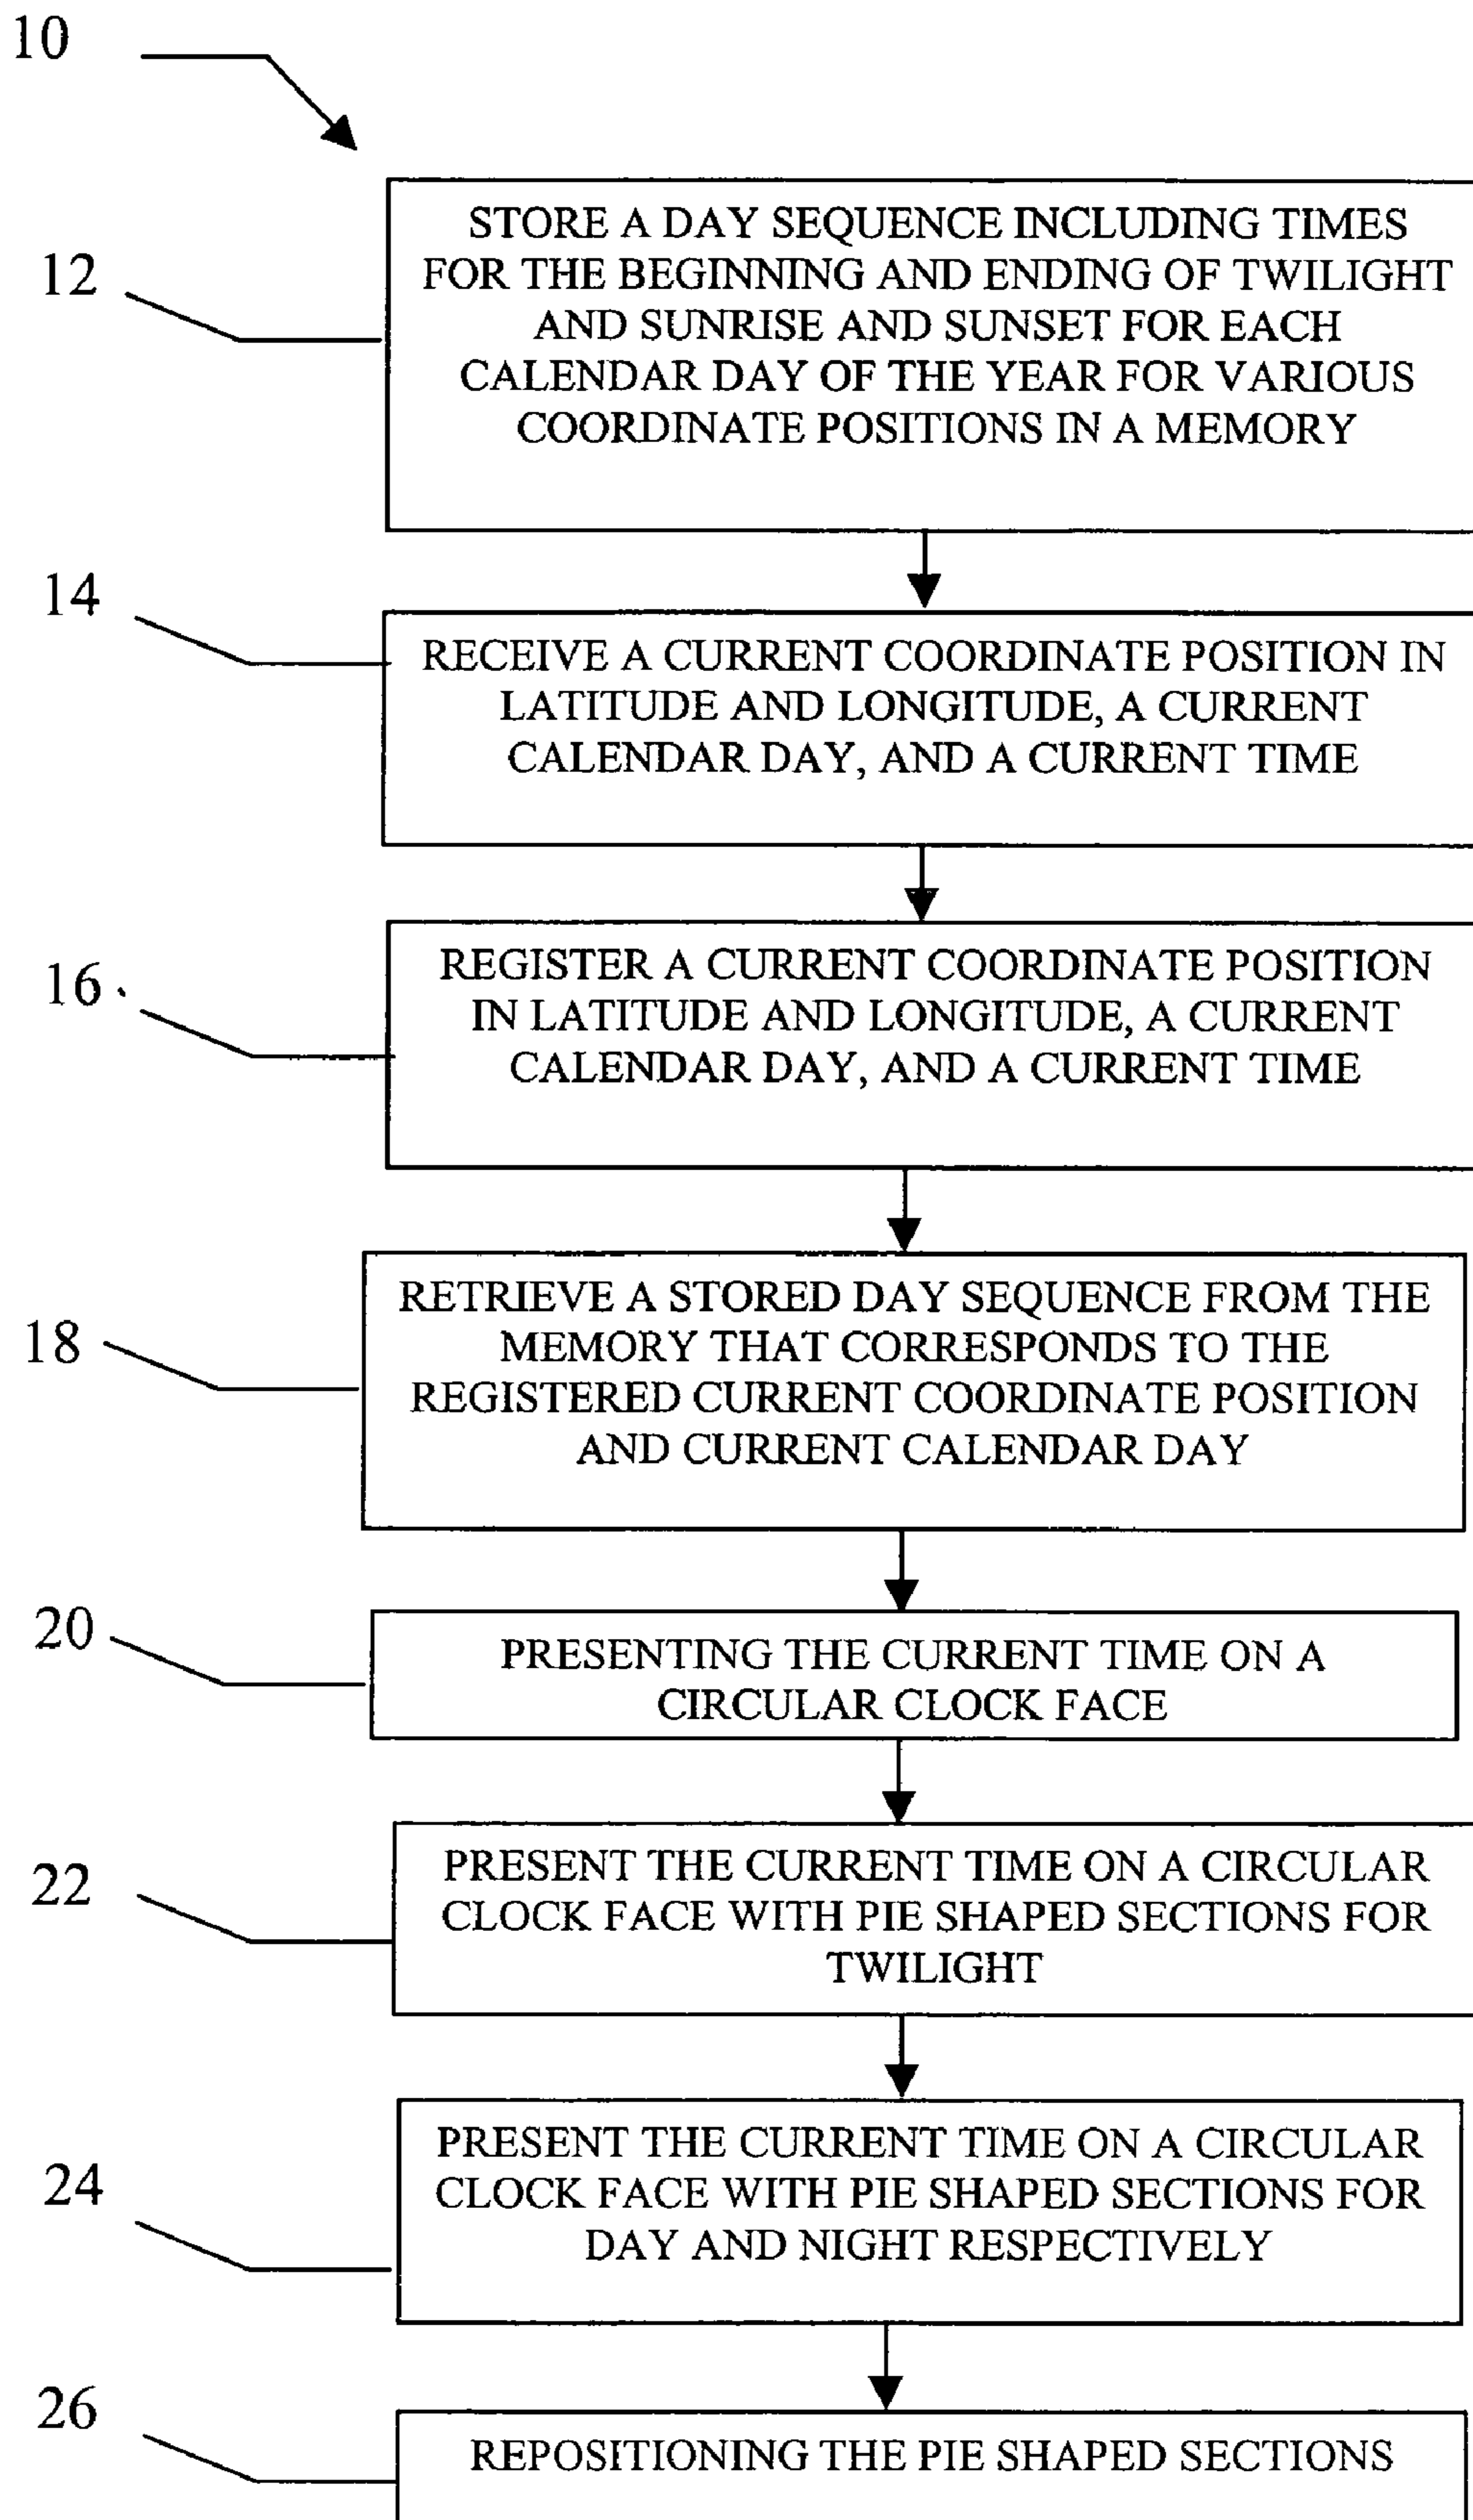 10
12
STORE A DAY SEQUENCE INCLUDING TIMES
FOR THE BEGINNING AND ENDING OF TWILIGHT
AND SUNRISE AND SUNSET FOR EACH
CALENDAR DAY OF THE YEAR FOR VARIOUS
COORDINATE POSITIONS IN A MEMORY
14
RECEIVE A CURRENT COORDINATE POSITION IN
LATITUDE AND LONGITUDE, A CURRENT
CALENDAR DAY, AND A CURRENT TIME
16
REGISTER A CURRENT COORDINATE POSITION
IN LATITUDE AND LONGITUDE, A CURRENT
CALENDAR DAY, AND A CURRENT TIME
18
RETRIEVE A STORED DAY SEQUENCE FROM THE
MEMORY THAT CORRESPONDS TO THE
REGISTERED CURRENT COORDINATE POSITION
AND CURRENT CALENDAR DAY
20
PRESENTING THE CURRENT TIME ON A
CIRCULAR CLOCK FACE
22
PRESENT THE CURRENT TIME ON A CIRCULAR
CLOCK FACE WITH PIE SHAPED SECTIONS FOR
TWILIGHT
24
PRESENT THE CURRENT TIME ON A CIRCULAR
CLOCK FACE WITH PIE SHAPED SECTIONS FOR
DAY AND NIGHT RESPECTIVELY
26
REPOSITIONING THE PIE SHAPED SECTIONS